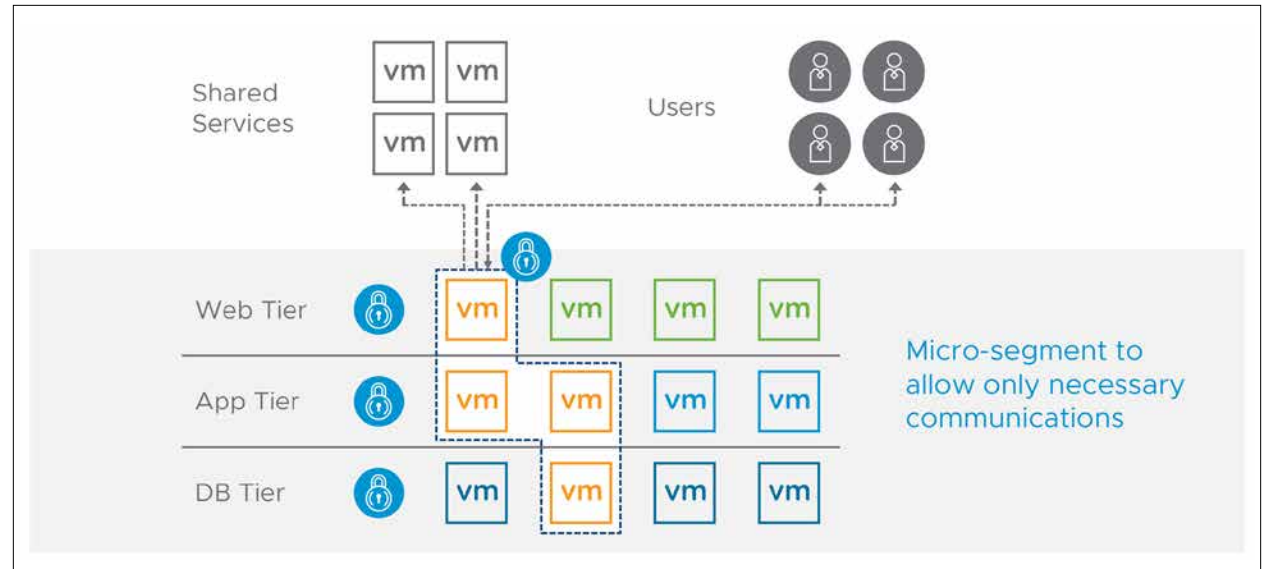 vm vm
Shared
Services
Users
vm vm
Web Tier
vm vm vm vm
Micro-segment to
allow only necessary
communications
App Tier
vm vm vm vm
DB Tier
vm vm vm vm